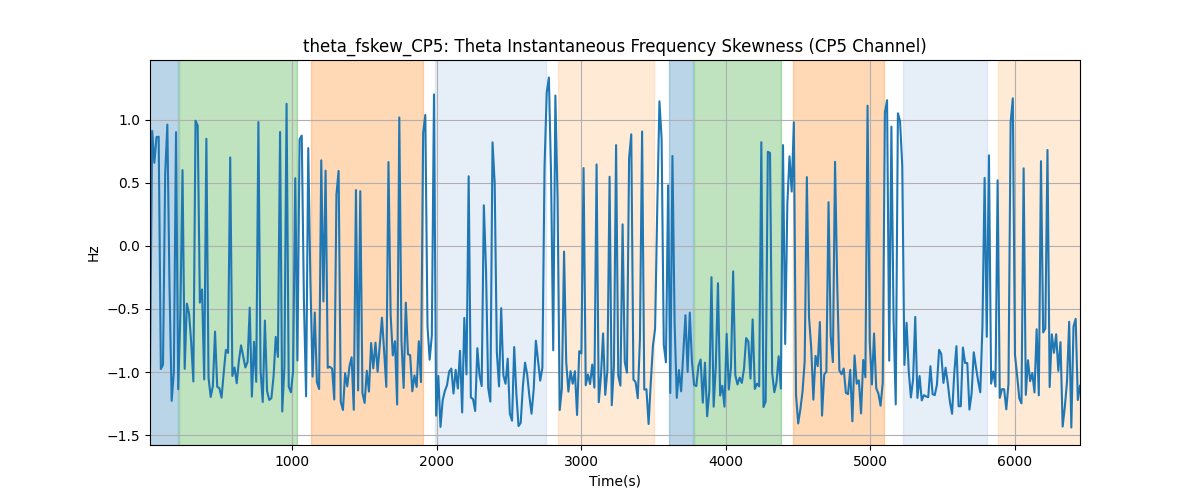 theta_fskew_CP5: Theta Instantaneous Frequency Skewness (CP5 Channel)
1.0
0.5
0.0
−0.5
−1.0
−1.5
Hz
1000 2000 3000 4000 5000 6000
Time(s)